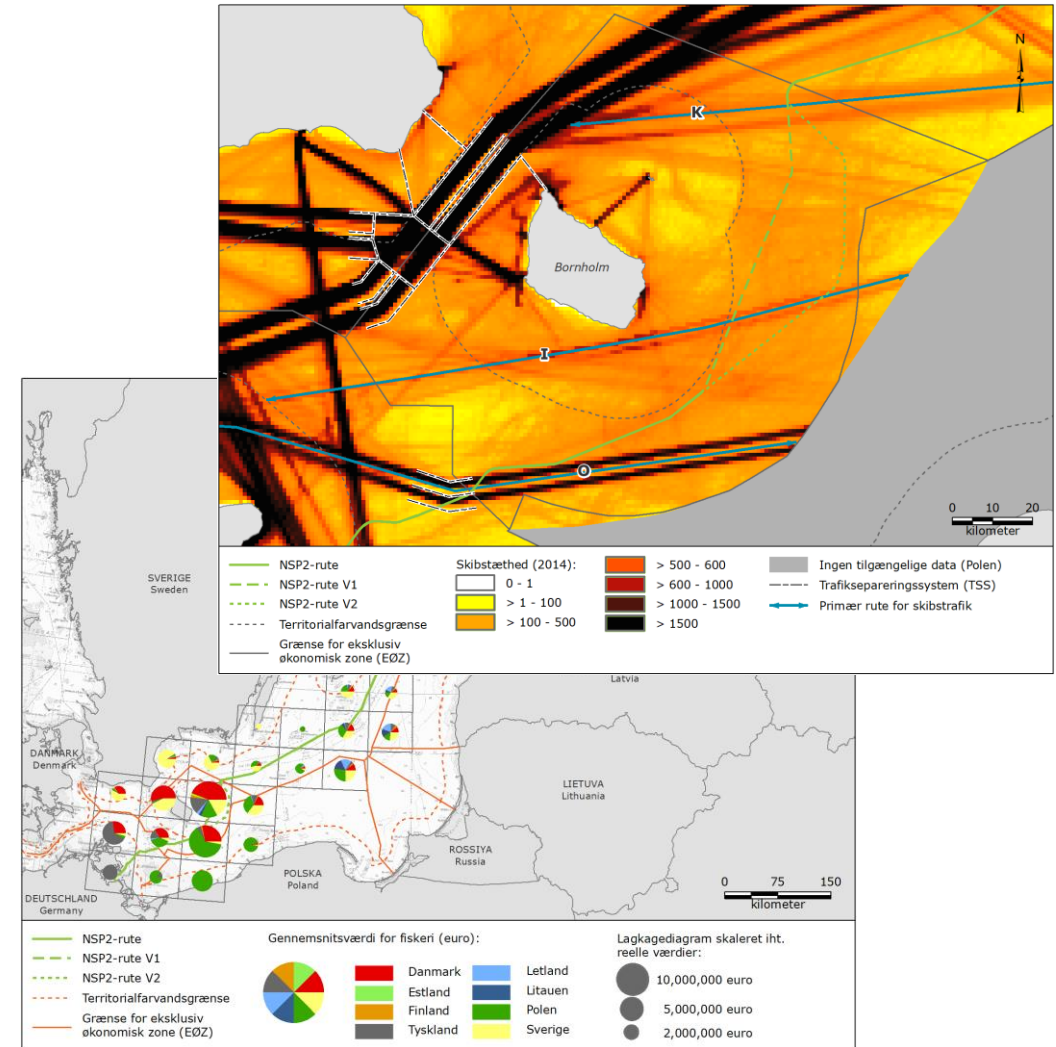 N
K
Bornholm
I
O
0 10 20
kilometer
NSP2-rute
NSP2-rute V1
NSP2-rute V2
Territorialfarvandsgrænse
Grænse for eksklusiv
økonomisk zone (EØZ)
Skibstæthed (2014):
0 - 1
> 1 - 100
> 100 - 500
> 500 - 600
> 600 - 1000
> 1000 - 1500
> 1500
Ingen tilgængelige data (Polen)
Trafiksepareringssystem (TSS)
Primær rute for skibstrafik
SVERIGE
Sweden
Latvia
DANMARK
Denmark
LIETUVA
Lithuania
ROSSIYA
Russia
POLSKA
Poland
DEUTSCHLAND
Germany
0 75 150
kilometer
NSP2-rute
NSP2-rute V1
NSP2-rute V2
Territorialfarvandsgrænse
Grænse for eksklusiv
økonomisk zone (EØZ)
Gennemsnitsværdi for fiskeri (euro):
Danmark
Estland
Finland
Tyskland
Letland
Litauen
Polen
Sverige
Lagkagediagram skaleret iht.
reelle værdier:
10,000,000 euro
5,000,000 euro
2,000,000 euro